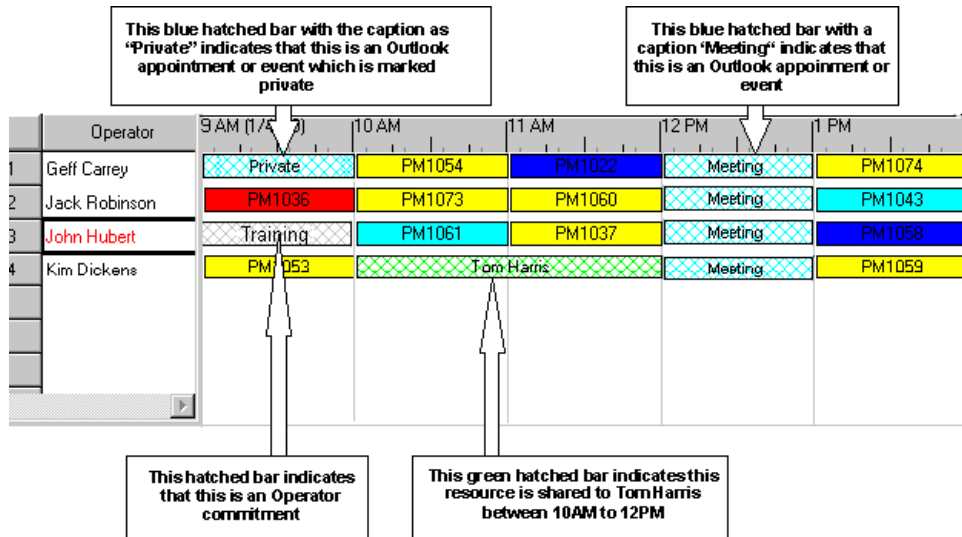 This blue hatched bar with the caption as
“Private” indicates that this is an Outlook
appointment or event which is marked
private
This blue hatched bar with a
caption ‘Meeting“ indicates that
this is an Outlook appoinment or
event
Operator 9 AM 10 AM 11 AM 12 PM 1 PM
1 Geff Carrey Private PM1054 PM1022 Meeting PM1074
2 Jack Robinson PM1036 PM1073 PM1060 Meeting PM1043
3 John Hubert Training PM1061 PM1037 Meeting PM1058
4 Kim Dickens PM1053 Tom Harris Meeting PM1059
This hatched bar indicates
that this is an Operator
commitment
This green hatched bar indicates this
resource is shared to Tom Harris
between 10AM to 12PM